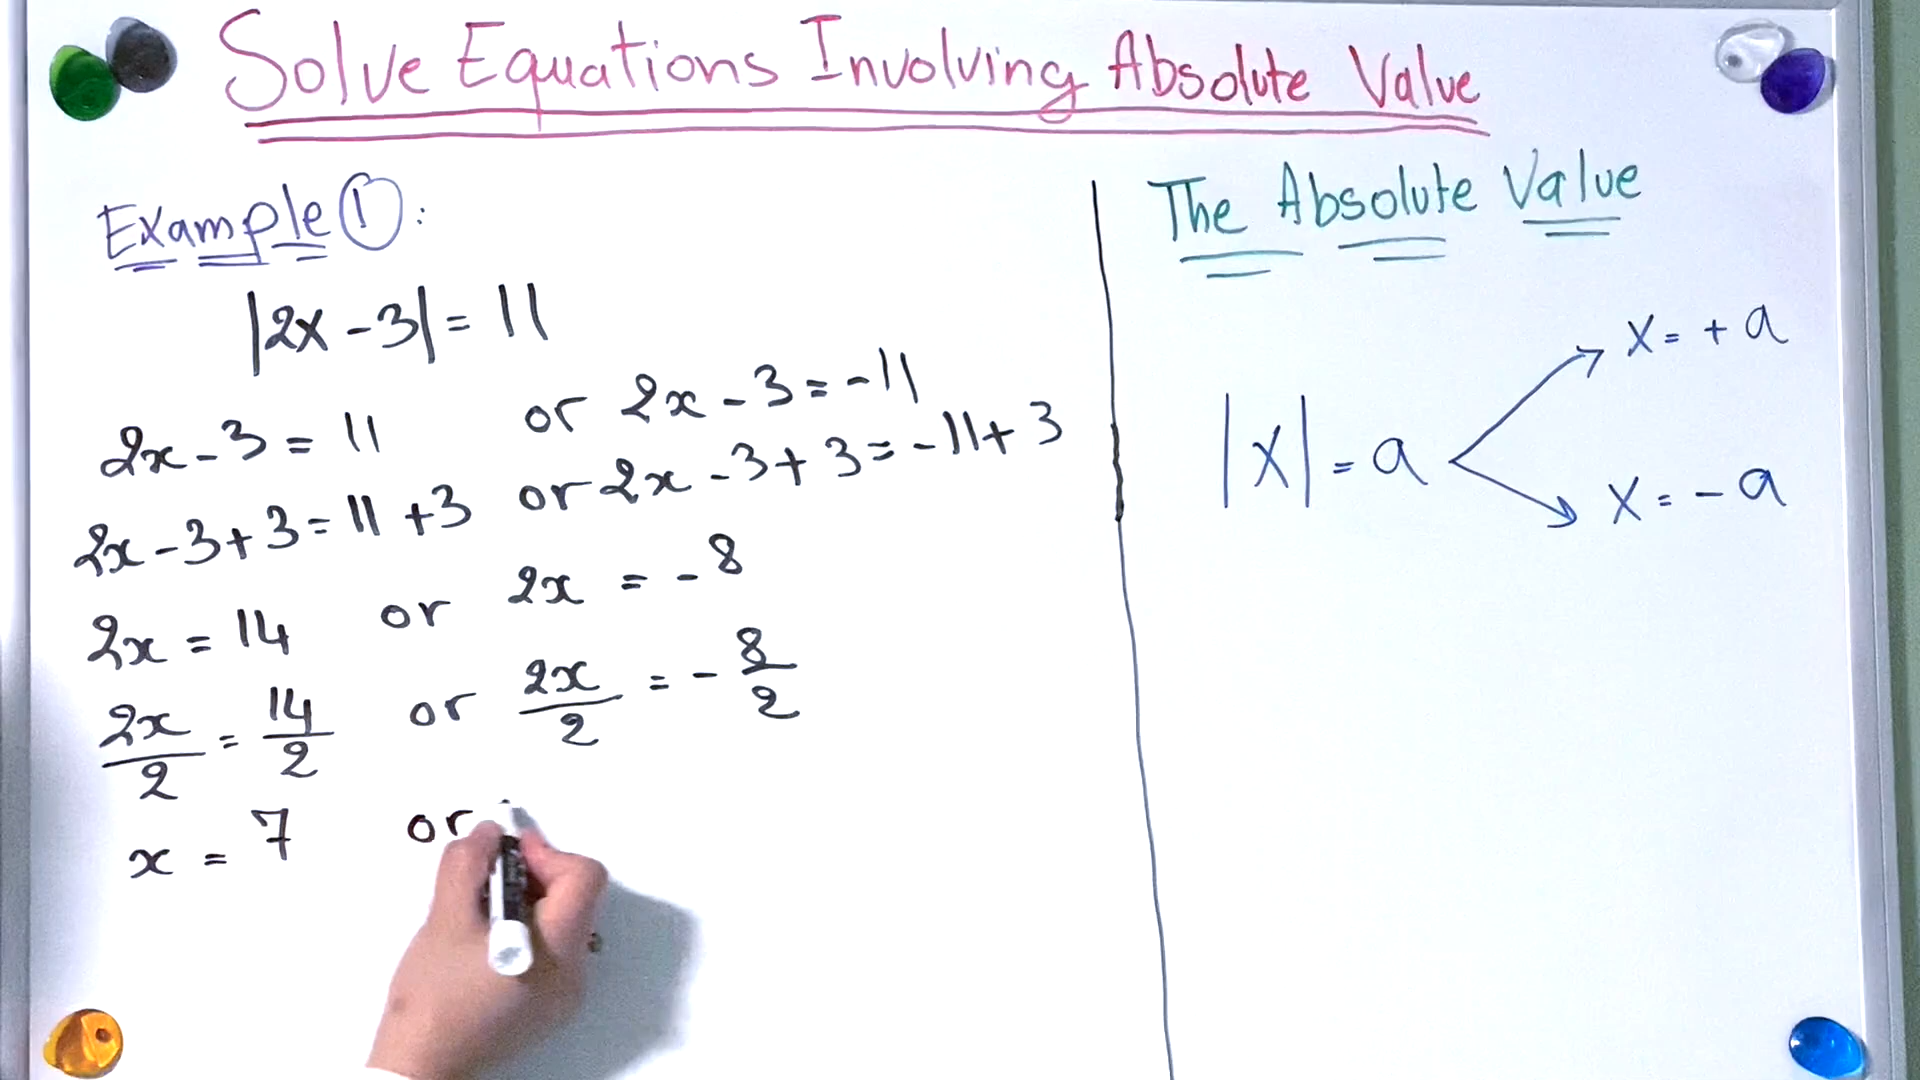 Solve Equations Involving Absolute Value
Example ①:
|2x - 3| = 11
2x - 3 = 11 or 2x - 3 = -11
2x - 3 + 3 = 11 + 3 or 2x - 3 + 3 = -11 + 3
2x = 14 or 2x = -8
2x/2 = 14/2 or 2x/2 = -8/2
x = 7 or
The Absolute Value
|x| = a
x = +a
x = -a